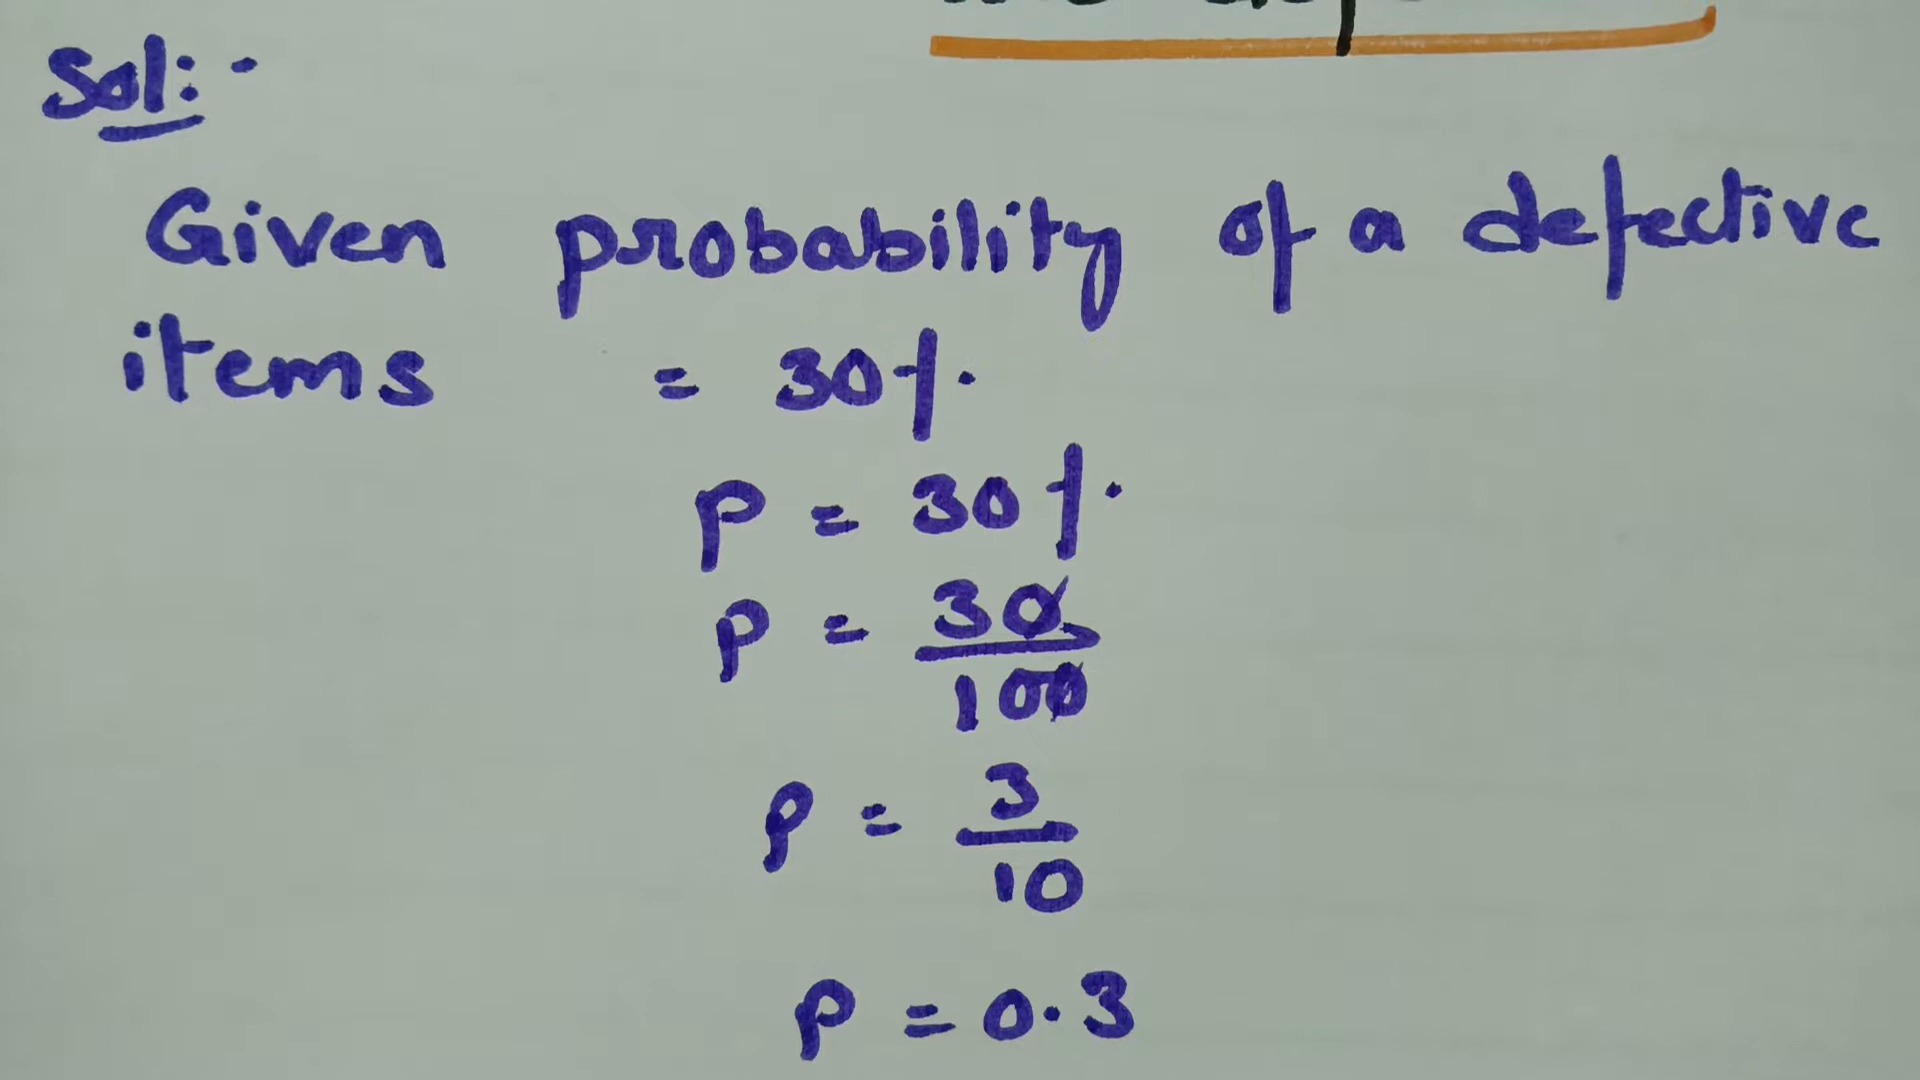 Sol:-
Given probability of a defective
items = 30%.
P = 30%.
P = 30/100
P = 3/10
P = 0.3